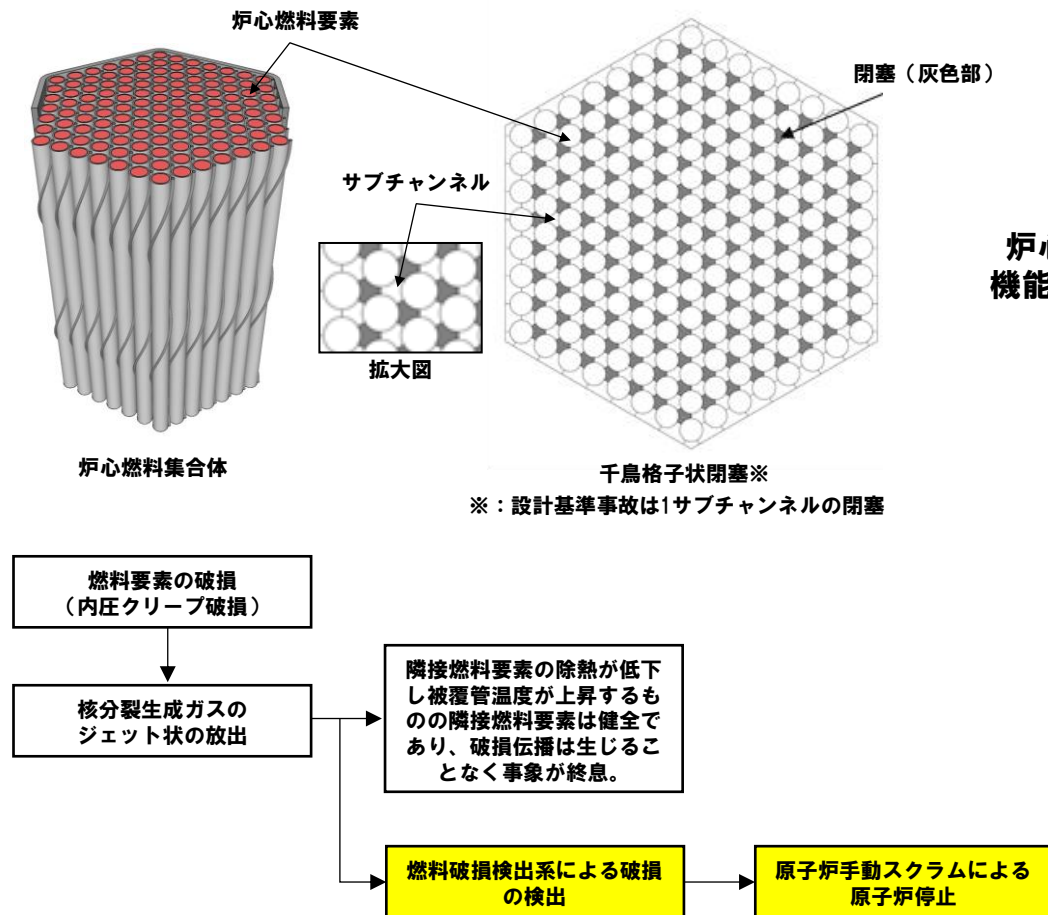 炉心燃料要素
閉塞（灰色部）
サブチャンネル
炉心
機能
拡大図
炉心燃料集合体
千鳥格子状閉塞※
※：設計基準事故は1サブチャンネルの閉塞
燃料要素の破損
（内圧クリープ破損）
核分裂生成ガスの
ジェット状の放出
隣接燃料要素の除熱が低下
し被覆管温度が上昇するも
のの隣接燃料要素は健全で
あり、破損伝播は生じるこ
となく事象が終息。
燃料破損検出系による破損
の検出
原子炉手動スクラムによる
原子炉停止